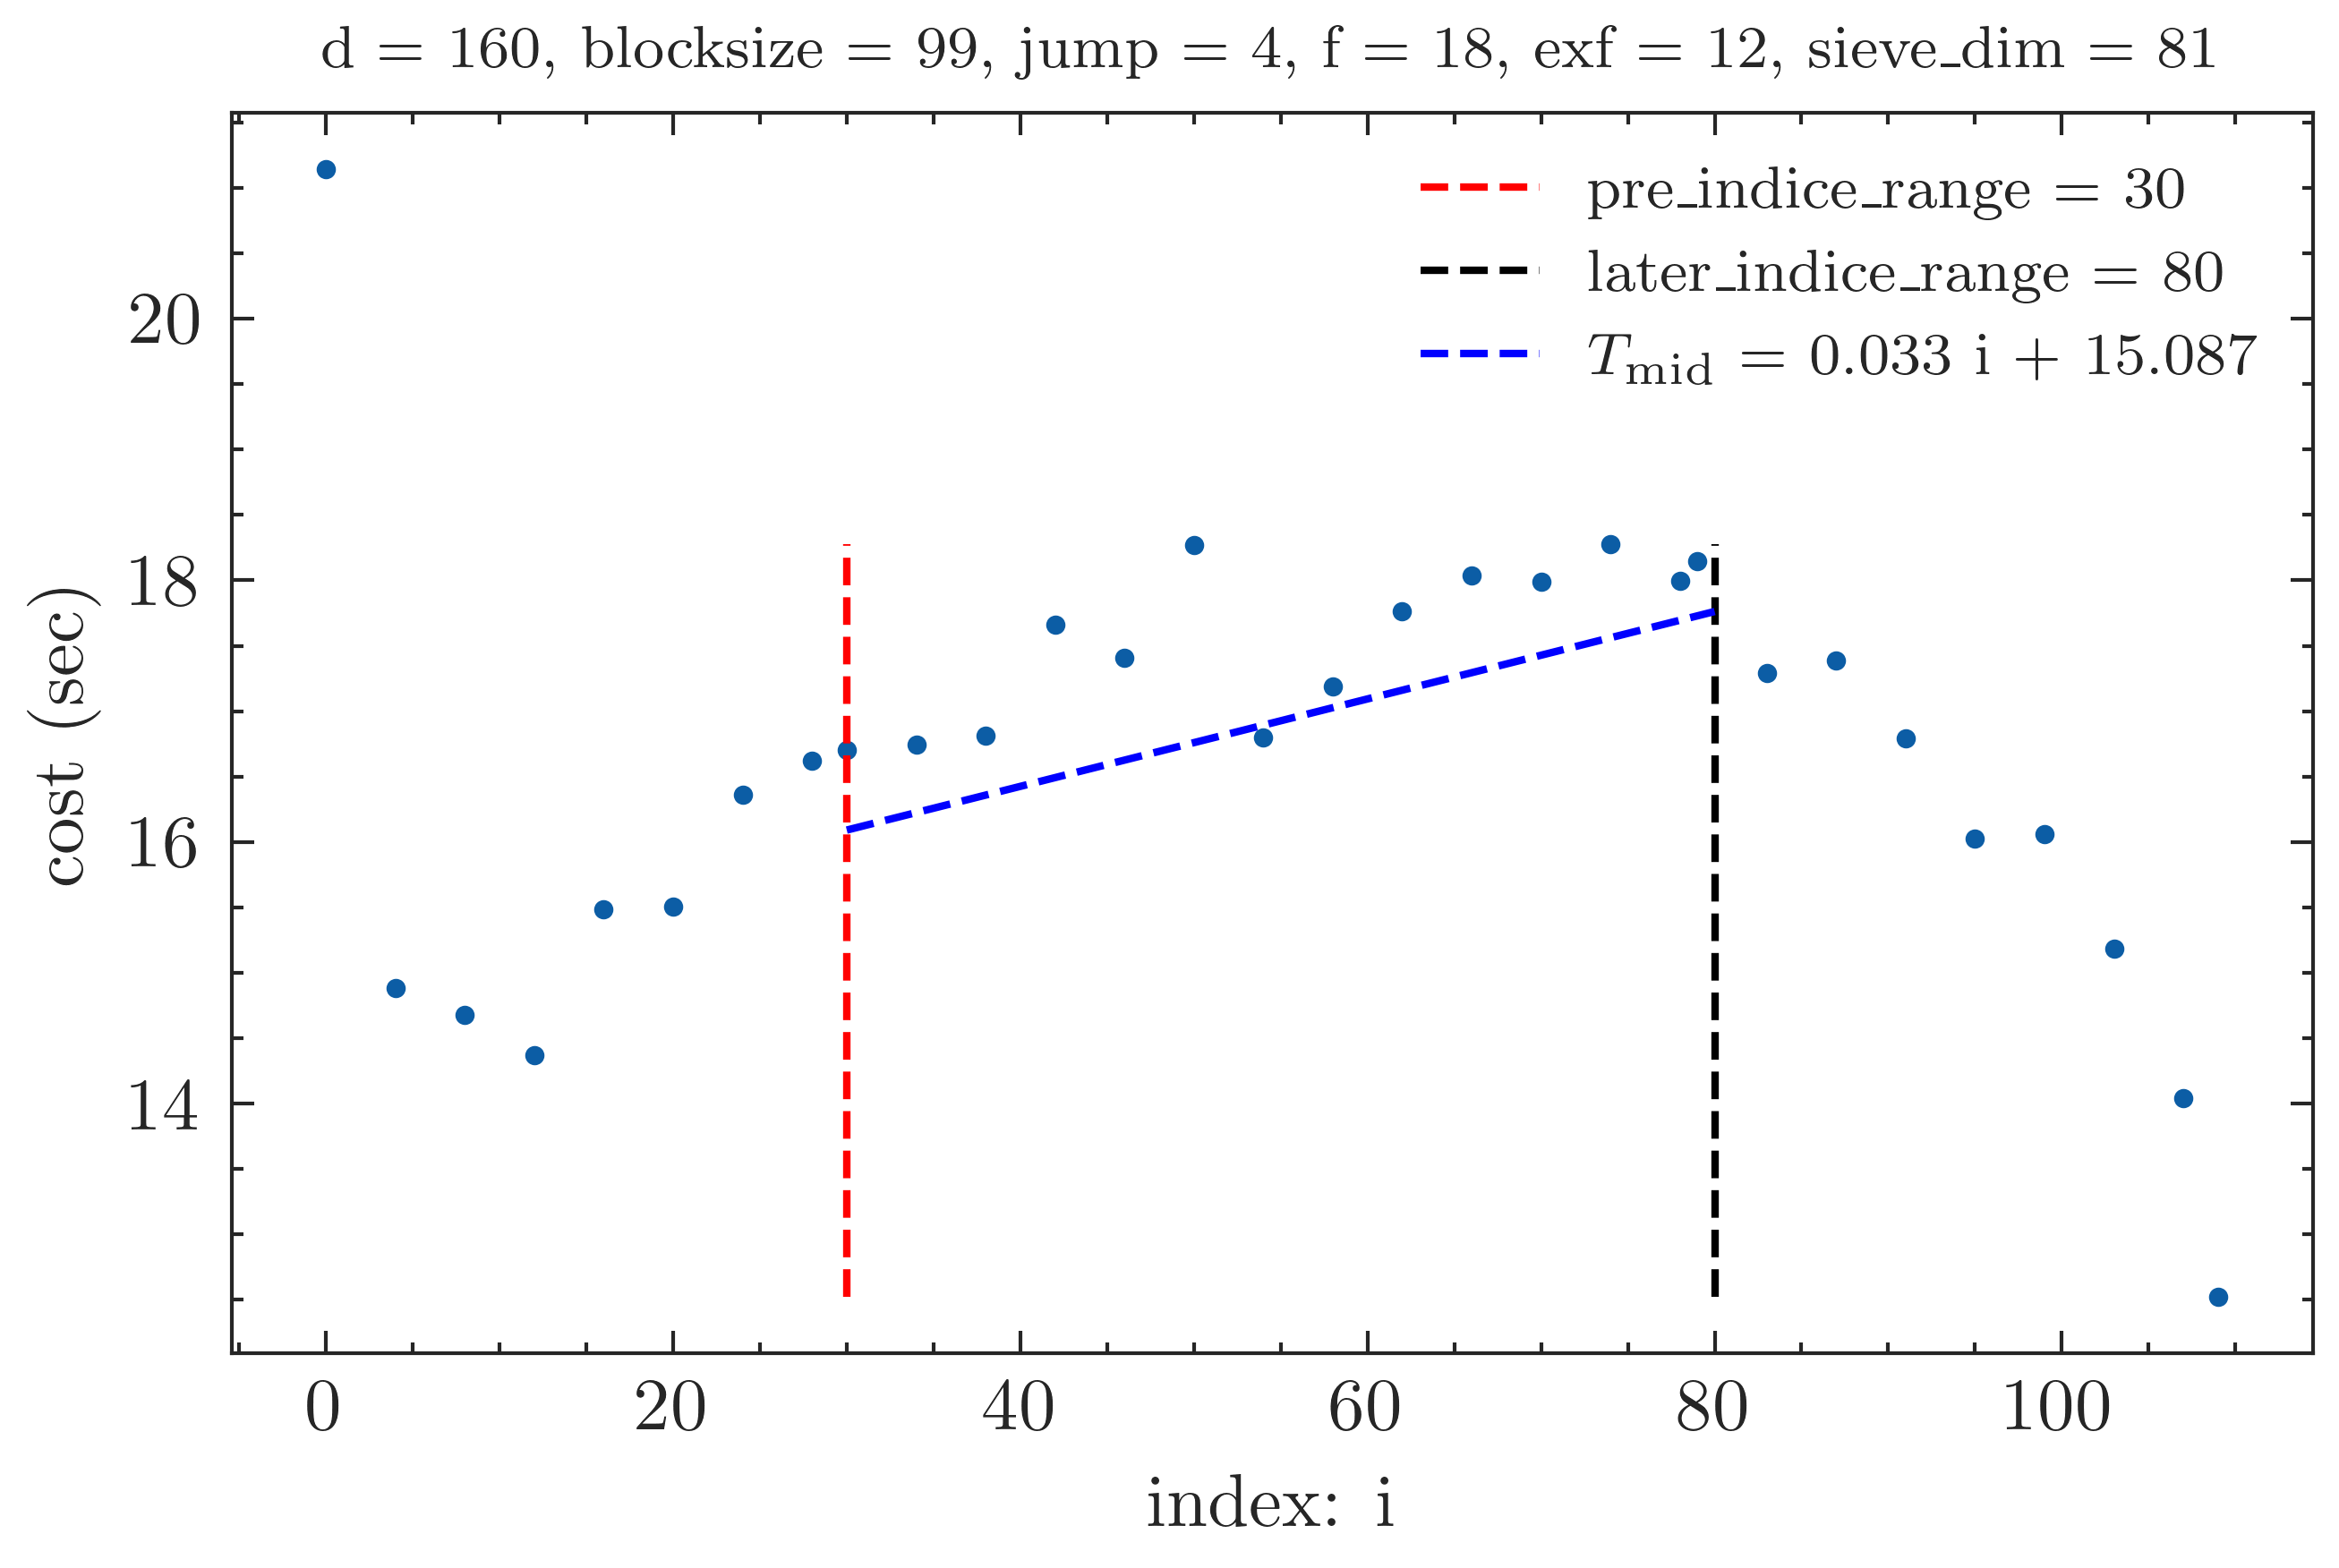 d = 160, blocksize = 99, jump = 4, f = 18, exf = 12, sieve_dim = 81
pre_indice_range = 30
later_indice_range = 80
T_mid = 0.033 i + 15.087
20
18
16
14
cost (sec)
0 20 40 60 80 100
index: i